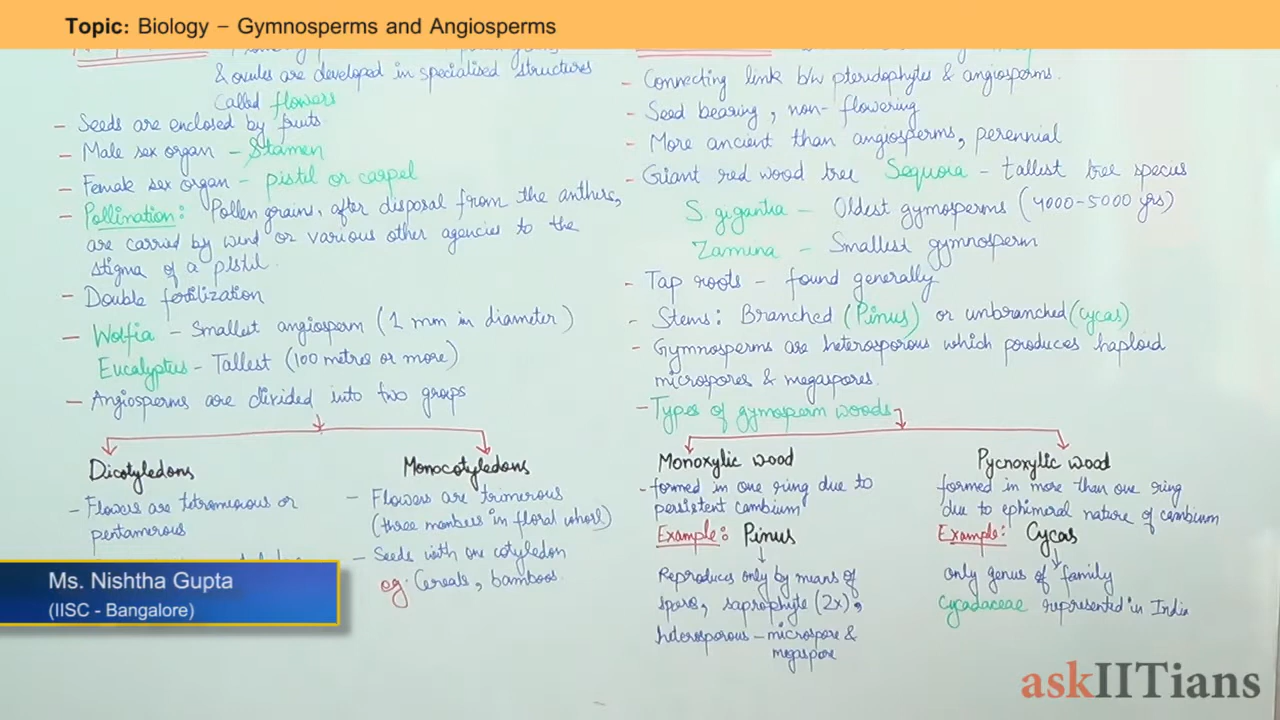 Topic: Biology – Gymnosperms and Angiosperms
& ovules are developed in specialised structures
called flowers
– Seeds are enclosed by fruits.
– Male sex organ – Stamen
– Female sex organ – pistil or carpel
– Pollination: Pollen grains, after disposal from the anthers,
are carried by wind or various other agencies to the
stigma of a pistil.
– Double fertilization
– Wolfia – Smallest angiosperm (1 mm in diameter)
Eucalyptus – Tallest (100 metres or more)
– Angiosperms are divided into two grops
Dicotyledons
– Flowers are tetramerous or
pentamerous
Monocotyledons
– Flowers are trimerous
(three members in floral whorl)
– Seeds with one cotyledon
eg: Cereals, bamboos.
– Connecting link b/w pteridophytes & angiosperms.
– Seed bearing, non-flowering
– More ancient than angiosperms, perennial
– Giant red wood tree Sequoia – tallest tree species
S. gigantia – Oldest gymosperms (4000-5000 yrs)
Zamina – Smallest gymnosperm
– Tap roots – found generally
– Stems: Branched (Pinus) or unbranched (Cycas)
– Gymnosperms are heterosporous which poroduces haploid
microspores & megaspores.
– Types of gymosperm woods
Monoxylic wood
– formed in one ring due to
persistent cambium
Example: Pinus
Reproduces only by means of
spore, saprophyte (2x),
heterosporous – microspore &
megaspore
Pycnoxylic wood
formed in more than one ring
due to ephimeral nature of cambium
Example: Cycas
only genus of family
Cycadaceae represented in India
Ms. Nishtha Gupta
(IISC - Bangalore)
askIITians